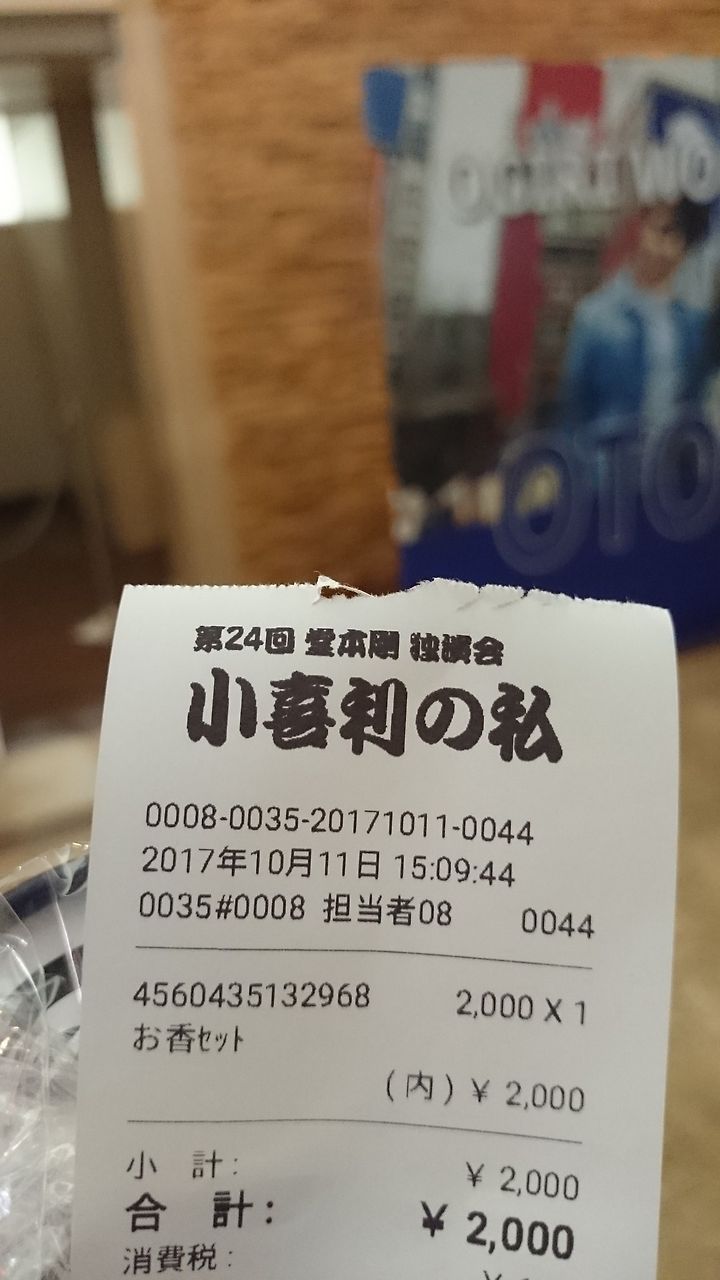 OTO
第24回 堂本剛 独演会
小喜利の私
0008-0035-20171011-0044
2017年10月11日 15:09:44
0035#0008 担当者08 0044
4560435132968 2,000 X 1
お香ｾｯﾄ
(内) ¥ 2,000
小 計: ¥ 2,000
合 計: ¥ 2,000
消費税: